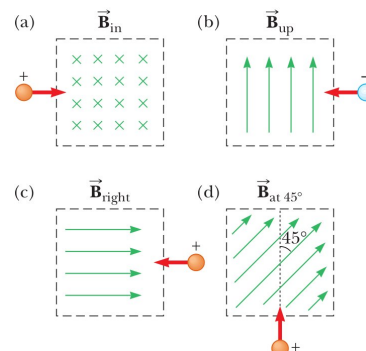 (a) B⃗in
+
(b) B⃗up
−
(c) B⃗right
+
(d) B⃗at 45°
45°
+